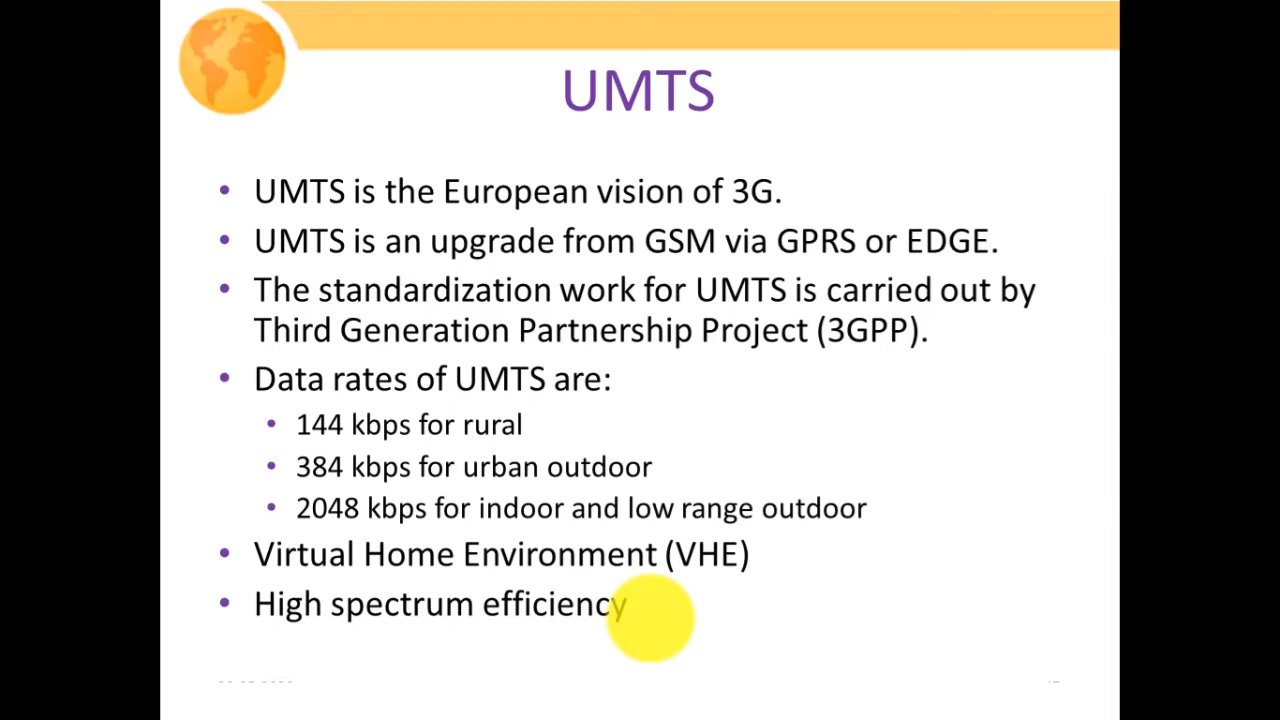 UMTS
• UMTS is the European vision of 3G.
• UMTS is an upgrade from GSM via GPRS or EDGE.
• The standardization work for UMTS is carried out by
Third Generation Partnership Project (3GPP).
• Data rates of UMTS are:
• 144 kbps for rural
• 384 kbps for urban outdoor
• 2048 kbps for indoor and low range outdoor
• Virtual Home Environment (VHE)
• High spectrum efficiency